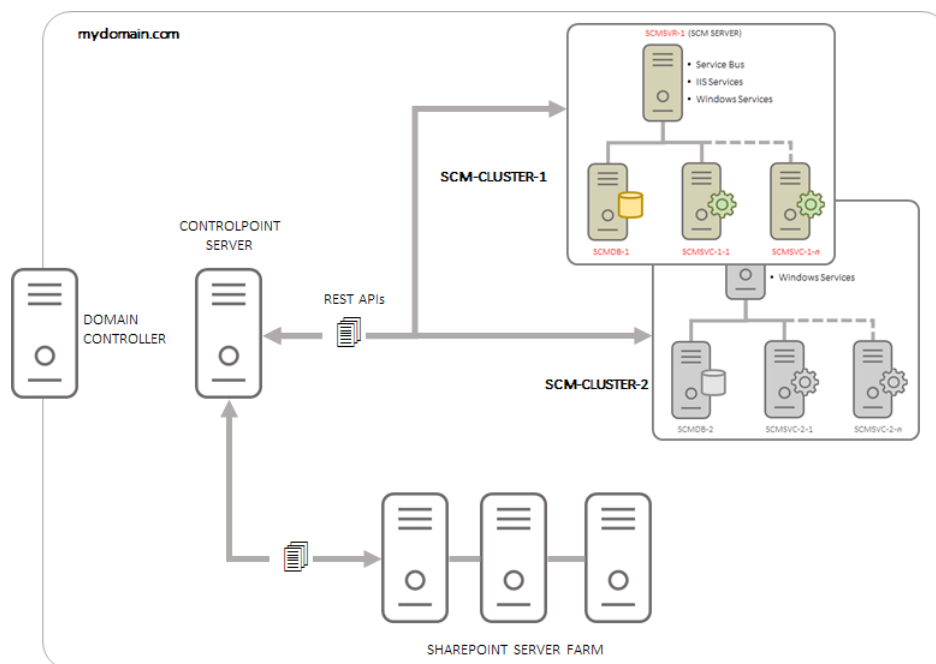 mydomain.com
SCMSVR-1 (SCM SERVER)
• Service Bus
• IIS Services
• Windows Services
SCM-CLUSTER-1
SCMDB-1
SCMSVC-1-1
SCMSVC-1-n
CONTROLPOINT
SERVER
• Windows Services
REST APIs
DOMAIN
CONTROLLER
SCM-CLUSTER-2
SCMDB-2
SCMSVC-2-1
SCMSVC-2-n
SHAREPOINT SERVER FARM